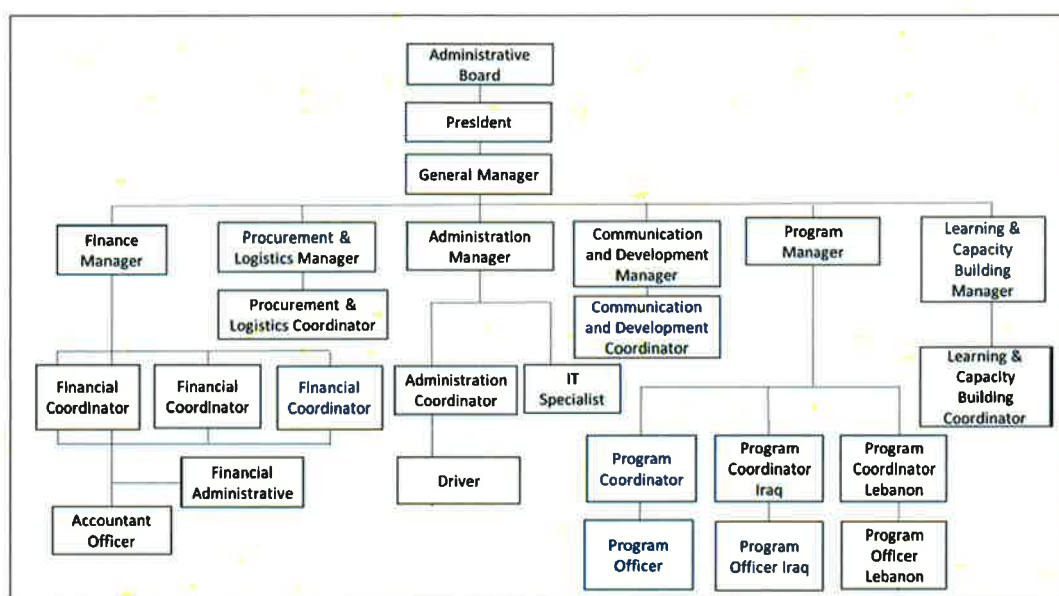 Administrative
Board
President
General Manager
Finance
Manager
Procurement &
Logistics Manager
Administration
Manager
Communication
and Development
Manager
Program
Manager
Learning &
Capacity
Building
Manager
Procurement &
Logistics Coordinator
Communication
and Development
Coordinator
Financial
Coordinator
Financial
Coordinator
Financial
Coordinator
Administration
Coordinator
IT
Specialist
Learning &
Capacity
Building
Coordinator
Program
Coordinator
Program
Coordinator
Iraq
Program
Coordinator
Lebanon
Financial
Administrative
Driver
Accountant
Officer
Program
Officer
Program
Officer Iraq
Program
Officer
Lebanon